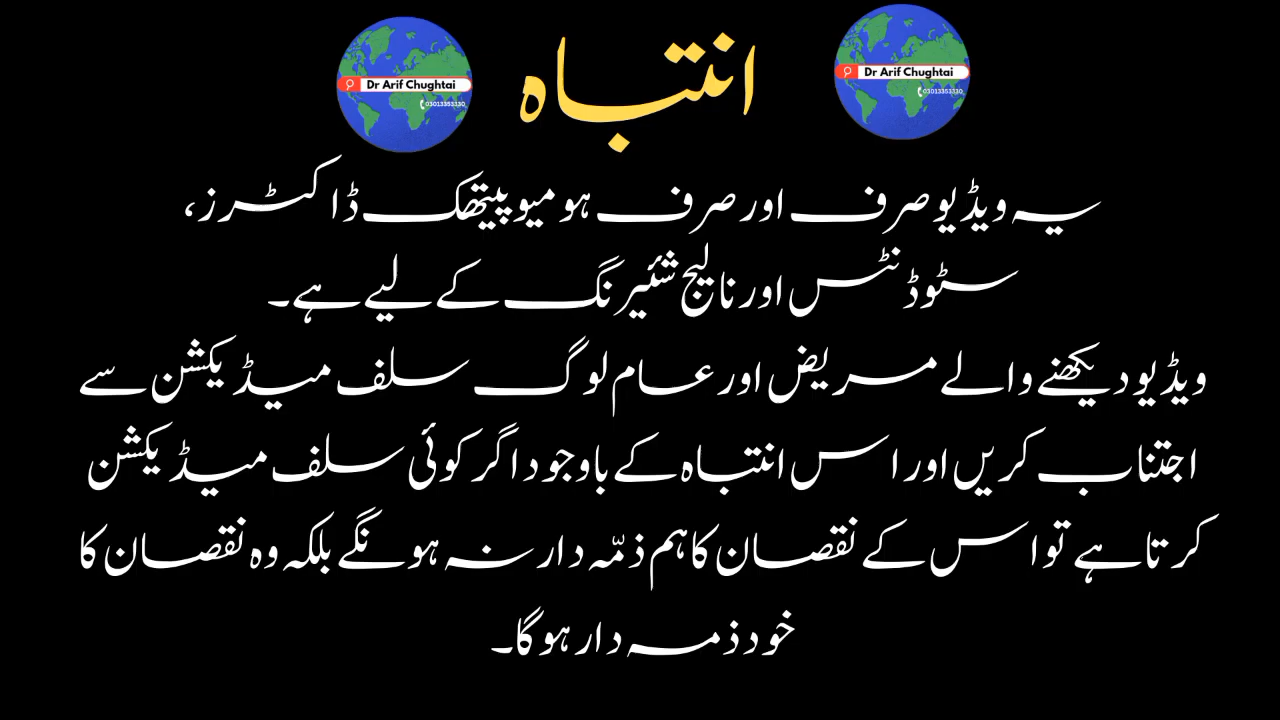 Dr Arif Chughtai
03013353330
انتباہ
Dr Arif Chughtai
03013353330
یہ ویڈیو صرف اور صرف ہومیوپیتھک ڈاکٹرز،
سٹوڈنٹس اور نالیج شئیرنگ کے لیے ہے۔
ویڈیو دیکھنے والے مریض اور عام لوگ سلف میڈیکشن سے
اجتناب کریں اور اس انتباہ کے باوجود اگر کوئی سلف میڈیکشن
کرتا ہے تو اس کے نقصان کا ہم ذمّہ دار نہ ہونگے بلکہ وہ نقصان کا
خود ذمہ دار ہوگا۔